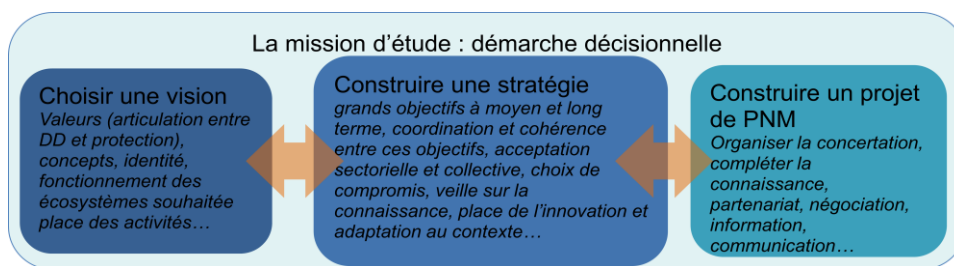 La mission d’étude : démarche décisionnelle
Choisir une vision
Valeurs (articulation entre
DD et protection),
concepts, identité,
fonctionnement des
écosystèmes souhaitée
place des activités…
Construire une stratégie
grands objectifs à moyen et long
terme, coordination et cohérence
entre ces objectifs, acceptation
sectorielle et collective, choix de
compromis, veille sur la
connaissance, place de l’innovation et
adaptation au contexte…
Construire un projet
de PNM
Organiser la concertation,
compléter la
connaissance,
partenariat, négociation,
information,
communication…